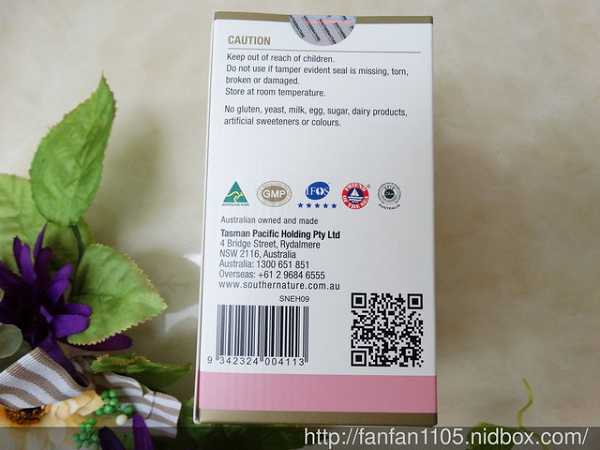 CAUTION
Keep out of reach of children.
Do not use if tamper evident seal is missing, torn,
broken or damaged.
Store at room temperature.
No gluten, yeast, milk, egg, sugar, dairy products,
artificial sweeteners or colours.
GMP
IFOS
Australian owned and made
Tasman Pacific Holding Pty Ltd
4 Bridge Street, Rydalmere
NSW 2116, Australia
Australia: 1300 651 851
Overseas: +61 2 9684 6555
www.southernature.com.au
SNEH09
9 342324 004113
http://fanfan1105.nidbox.com/